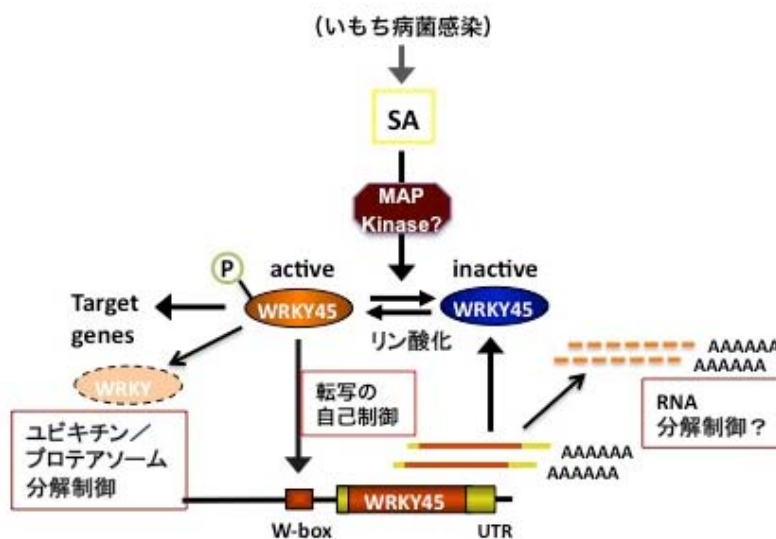 (いもち病菌感染)
SA
MAP
Kinase?
P
active
inactive
WRKY45
WRKY45
リン酸化
Target
genes
WRKY
AAAAAA
AAAAAA
転写の
自己制御
RNA
分解制御？
ユビキチン／
プロテアソーム
分解制御
AAAAAA
AAAAAA
WRKY45
W-box
UTR